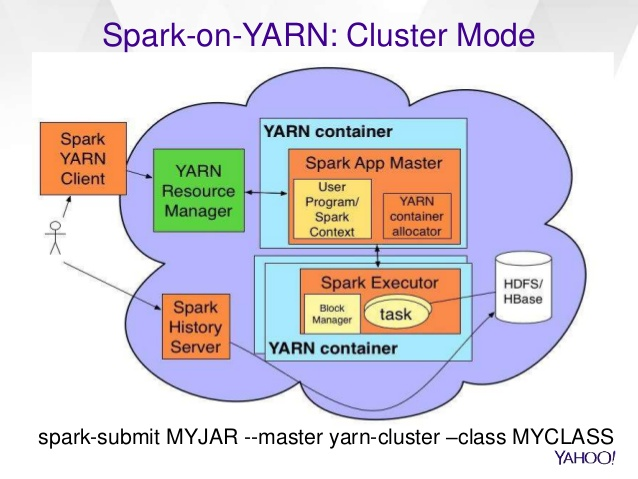 Spark-on-YARN: Cluster Mode
Spark
YARN
Client
YARN
Resource
Manager
YARN container
Spark App Master
User
Program/
Spark
Context
YARN
container
allocator
Spark Executor
Block
Manager
task
YARN container
HDFS/
HBase
Spark
History
Server
spark-submit MYJAR --master yarn-cluster –class MYCLASS
YAHOO!